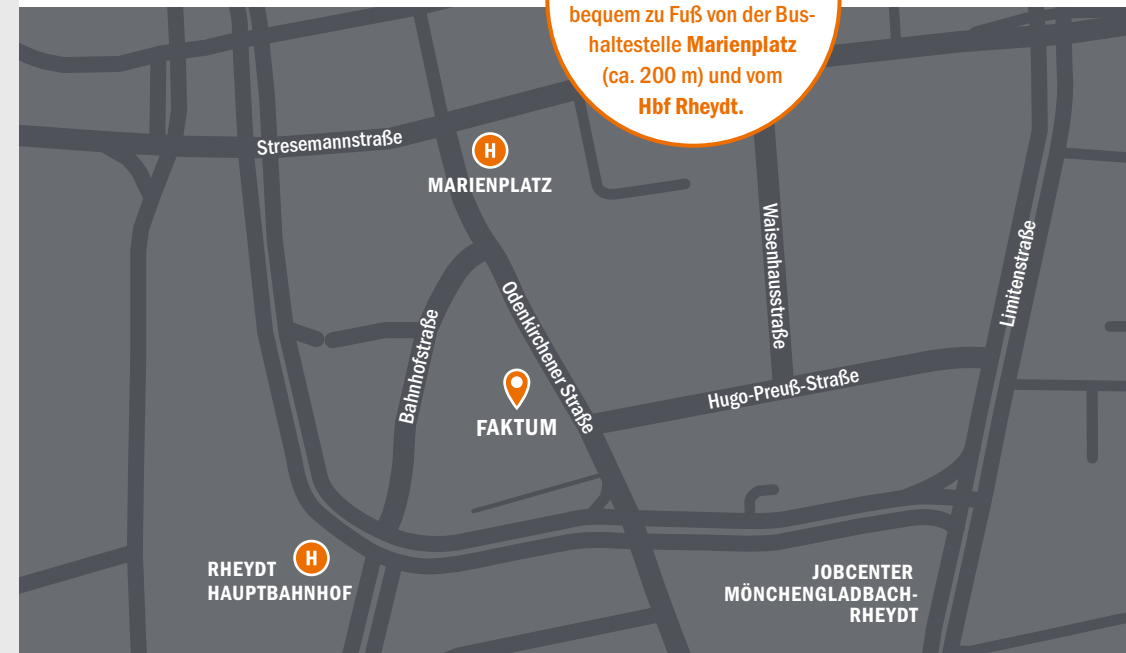 bequem zu Fuß von der Bus-
haltestelle Marienplatz
(ca. 200 m) und vom
Hbf Rheydt.
Stresemannstraße
H
MARIENPLATZ
Waisenhausstraße
Limitenstraße
Odenkirchener Straße
Bahnhofstraße
Hugo-Preuß-Straße
FAKTUM
H
RHEYDT
HAUPTBAHNHOF
JOBCENTER
MÖNCHENGLADBACH-
RHEYDT